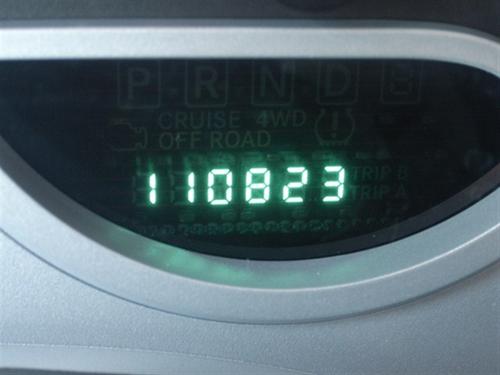 P R N D
CRUISE 4WD
OFF ROAD
TRIP B
110823
TRIP A